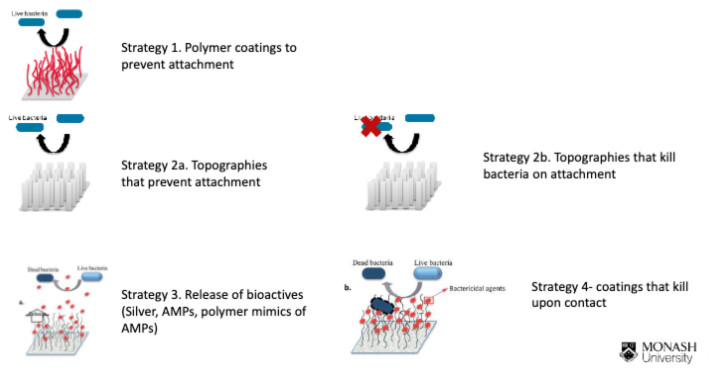 Live bacteria
Strategy 1. Polymer coatings to
prevent attachment
Live bacteria
Strategy 2a. Topographies
that prevent attachment
Strategy 2b. Topographies that kill
bacteria on attachment
Dead bacteria
Live bacteria
a.
Strategy 3. Release of bioactives
(Silver, AMPs, polymer mimics of
AMPs)
Dead bacteria
Live bacteria
b.
Bactericidal agents
Strategy 4- coatings that kill
upon contact
MONASH
University